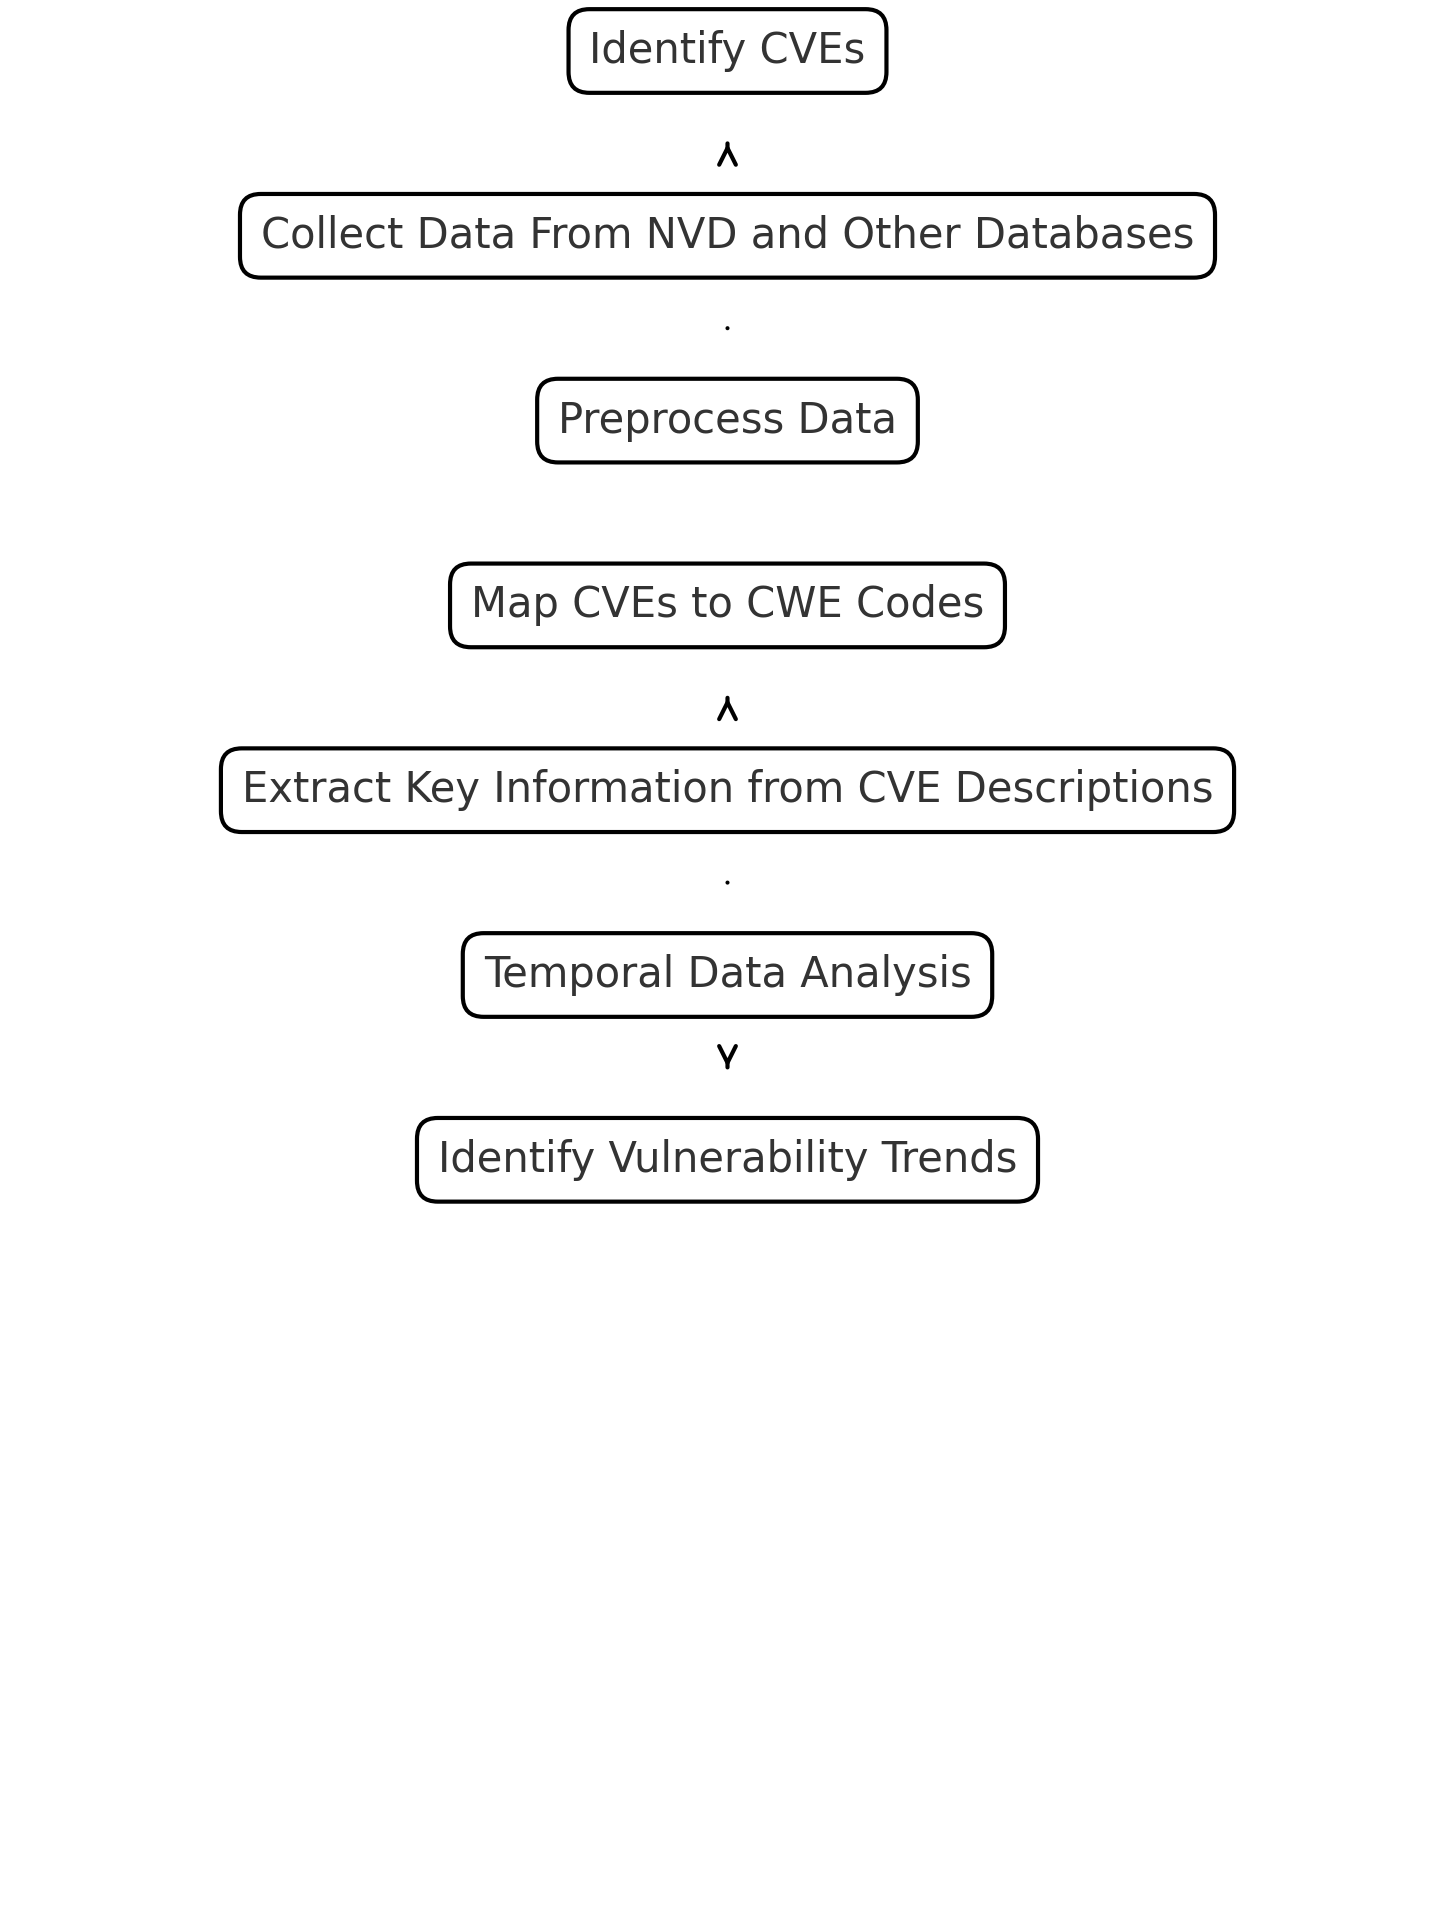 Identify CVEs
Collect Data From NVD and Other Databases
Preprocess Data
Map CVEs to CWE Codes
Extract Key Information from CVE Descriptions
Temporal Data Analysis
Identify Vulnerability Trends